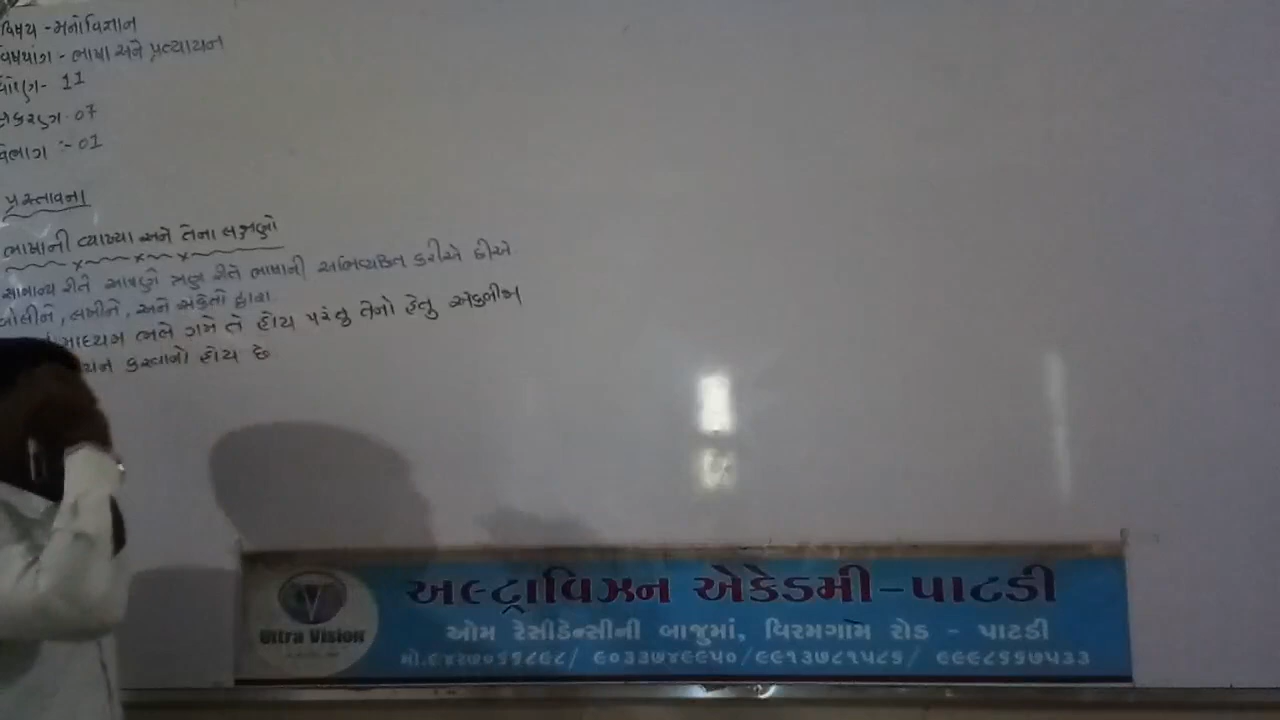 વિષય - મનોવિજ્ઞાન
વિષયાંગ - ભાષા અને પ્રત્યાયન
ધોરણ - 11
પ્રકરણ - 07
વિભાગ :- 01
પ્રસ્તાવના
ભાષાની વ્યાખ્યા અને તેના લક્ષણો
સામાન્ય રીતે આપણે ત્રણ રીતે ભાષાની અભિવ્યક્તિ કરીએ છીએ.
બોલીને, લખીને, અને સંકેતો દ્વારા.
માધ્યમ ભલે ગમે તે હોય પરંતુ તેનો હેતુ એકબીજા
કરવાનો હોય છે
અલ્ટ્રાવિઝન એકેડમી - પાટડી
Ultra Vision
ઓમ રેસીડેન્સીની બાજુમાં, વિરમગામ રોડ - પાટડી